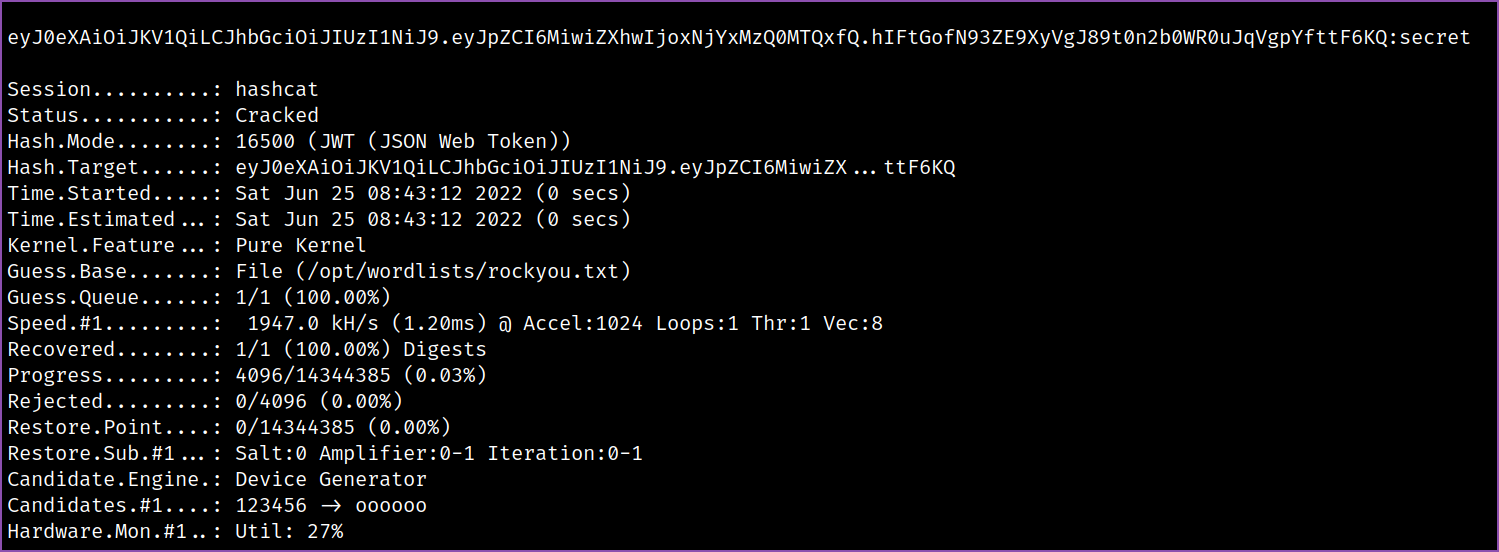 eyJ0eXAiOiJKV1QiLCJhbGciOiJIUzI1NiJ9.eyJpZCI6MiwiZXhwIjoxNjYxMzQ0MTQxfQ.hIFtGofN93ZE9XyVgJ89t0n2b0WR0uJqVgpYfttF6KQ:secret
Session..........: hashcat
Status...........: Cracked
Hash.Mode........: 16500 (JWT (JSON Web Token))
Hash.Target......: eyJ0eXAiOiJKV1QiLCJhbGciOiJIUzI1NiJ9.eyJpZCI6MiwiZX...ttF6KQ
Time.Started.....: Sat Jun 25 08:43:12 2022 (0 secs)
Time.Estimated...: Sat Jun 25 08:43:12 2022 (0 secs)
Kernel.Feature...: Pure Kernel
Guess.Base.......: File (/opt/wordlists/rockyou.txt)
Guess.Queue......: 1/1 (100.00%)
Speed.#1.........:  1947.0 kH/s (1.20ms) @ Accel:1024 Loops:1 Thr:1 Vec:8
Recovered........: 1/1 (100.00%) Digests
Progress.........: 4096/14344385 (0.03%)
Rejected.........: 0/4096 (0.00%)
Restore.Point....: 0/14344385 (0.00%)
Restore.Sub.#1...: Salt:0 Amplifier:0-1 Iteration:0-1
Candidate.Engine.: Device Generator
Candidates.#1....: 123456 -> oooooo
Hardware.Mon.#1..: Util: 27%